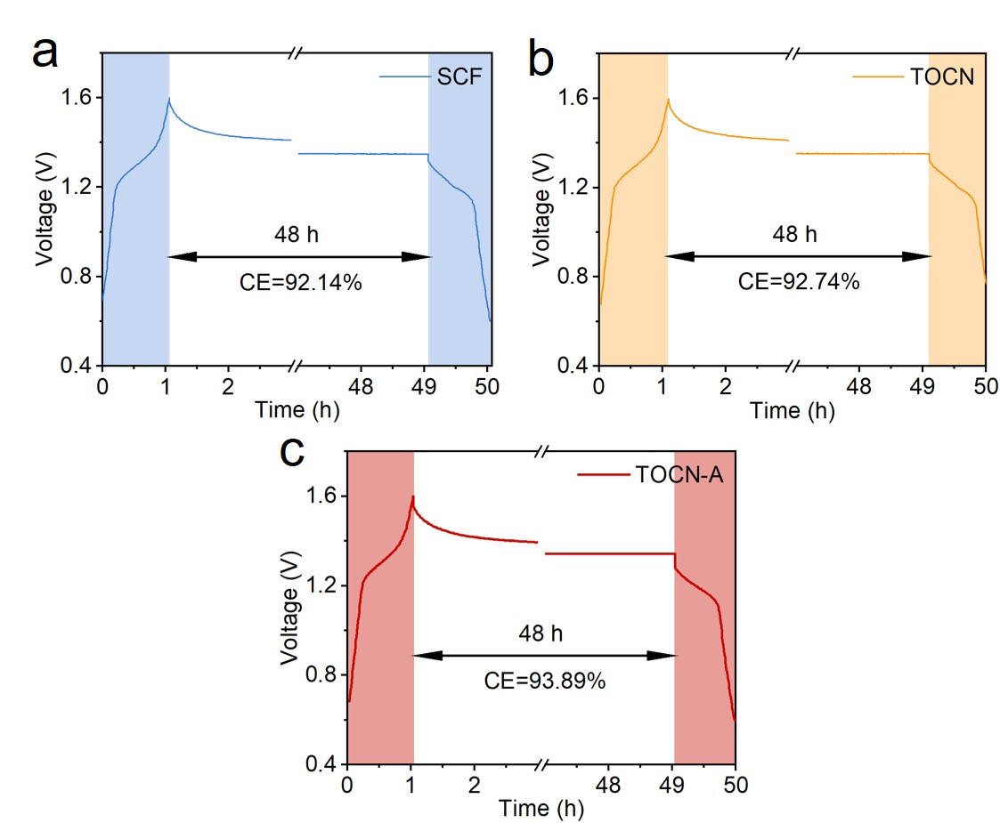 a
SCF
Voltage (V)
1.6
1.2
0.8
0.4
48 h
CE=92.14%
0 1 2 48 49 50
Time (h)
b
TOCN
Voltage (V)
1.6
1.2
0.8
0.4
48 h
CE=92.74%
0 1 2 48 49 50
Time (h)
c
TOCN-A
Voltage (V)
1.6
1.2
0.8
0.4
48 h
CE=93.89%
0 1 2 48 49 50
Time (h)